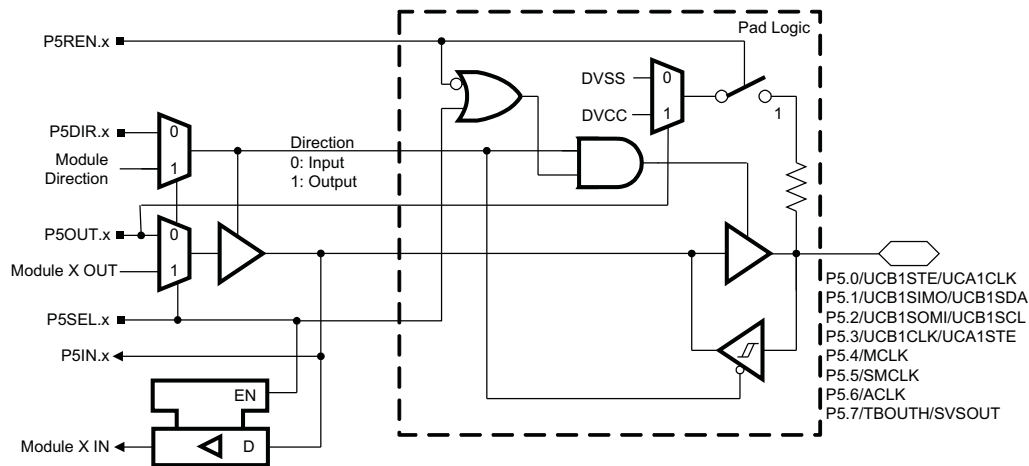 Pad Logic
P5REN.x
DVSS
0
DVCC
1
1
P5DIR.x
0
Module
Direction
1
Direction
0: Input
1: Output
P5OUT.x
0
Module X OUT
1
P5SEL.x
P5IN.x
EN
D
Module X IN
P5.0/UCB1STE/UCA1CLK
P5.1/UCB1SIMO/UCB1SDA
P5.2/UCB1SOMI/UCB1SCL
P5.3/UCB1CLK/UCA1STE
P5.4/MCLK
P5.5/SMCLK
P5.6/ACLK
P5.7/TBOUTH/SVSOUT